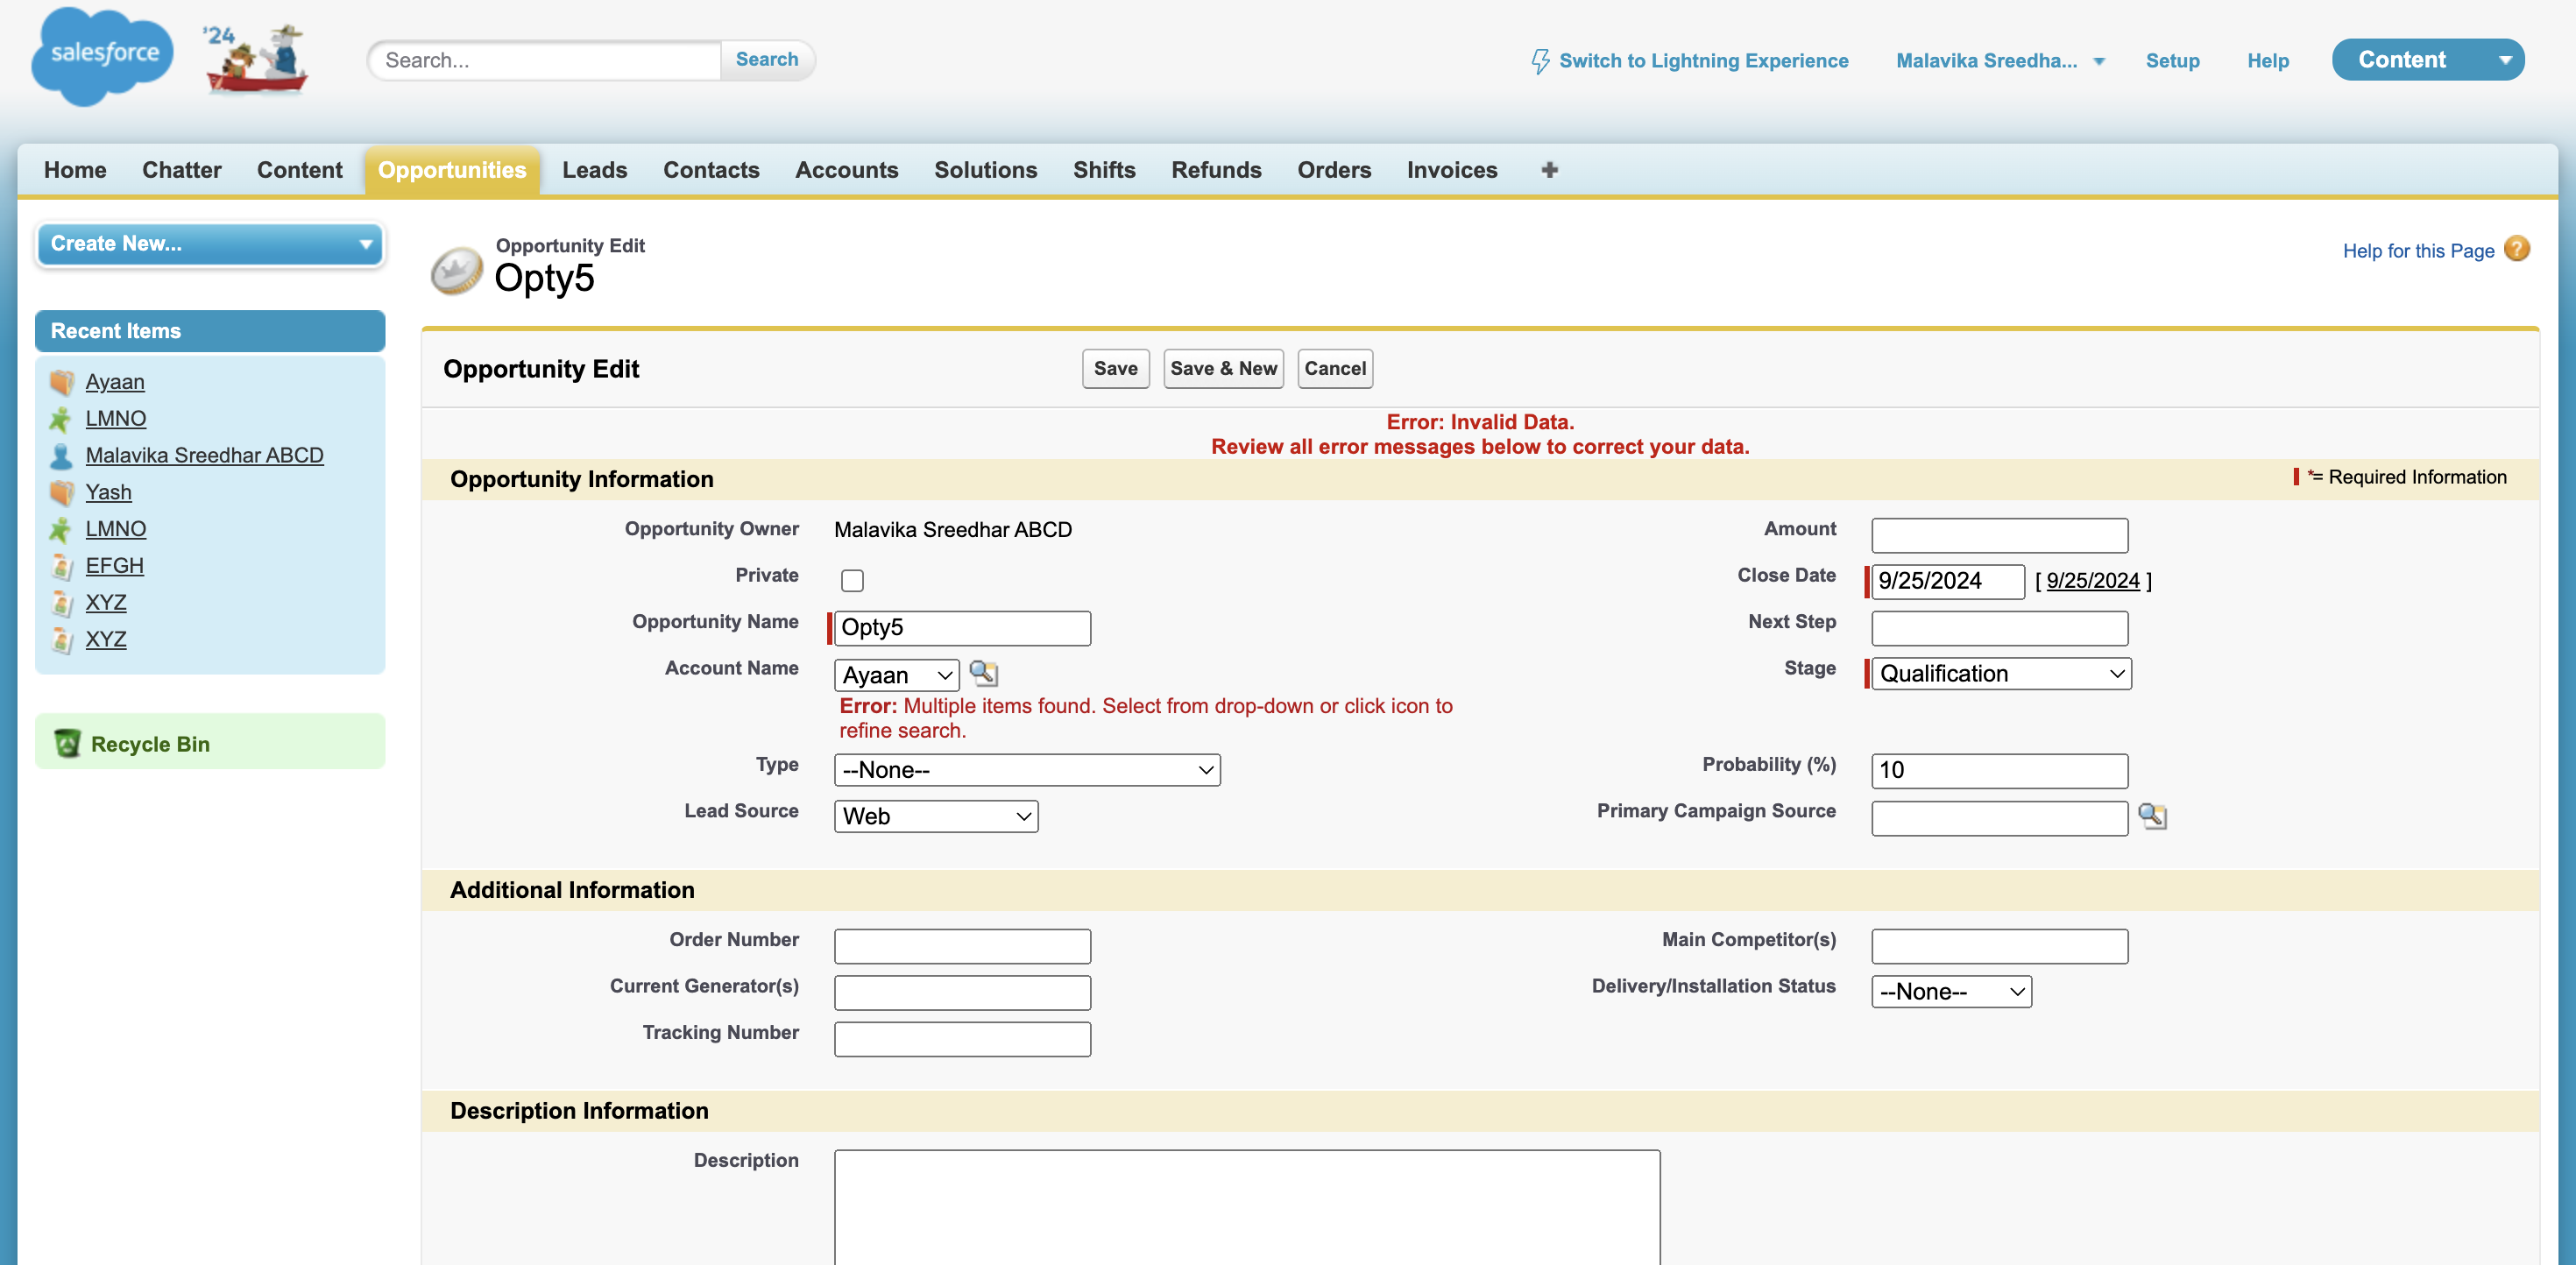 salesforce
'24
Search...
Search
Switch to Lightning Experience
Malavika Sreedha...
Setup
Help
Content
Home
Chatter
Content
Opportunities
Leads
Contacts
Accounts
Solutions
Shifts
Refunds
Orders
Invoices
+
Create New...
Recent Items
Ayaan
LMNO
Malavika Sreedhar ABCD
Yash
LMNO
EFGH
XYZ
XYZ
Recycle Bin
Opportunity Edit
Opty5
Help for this Page ?
Opportunity Edit
Save
Save & New
Cancel
Error: Invalid Data.
Review all error messages below to correct your data.
Opportunity Information
*= Required Information
Opportunity Owner Malavika Sreedhar ABCD
Amount
Private
Close Date 9/25/2024 [ 9/25/2024 ]
Opportunity Name Opty5
Next Step
Account Name Ayaan
Error: Multiple items found. Select from drop-down or click icon to
refine search.
Stage Qualification
Type --None--
Probability (%) 10
Lead Source Web
Primary Campaign Source
Additional Information
Order Number
Main Competitor(s)
Current Generator(s)
Delivery/Installation Status --None--
Tracking Number
Description Information
Description